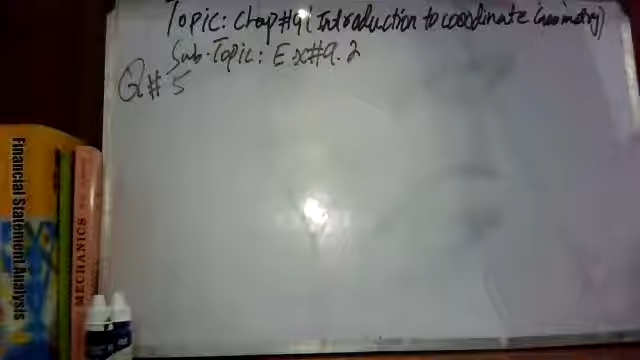 Topic: Chap#9 (Introduction to coordinate Geometry)
Sub-Topic: Ex#9.2
Q# 5
Financial Statement Analysis
MECHANICS